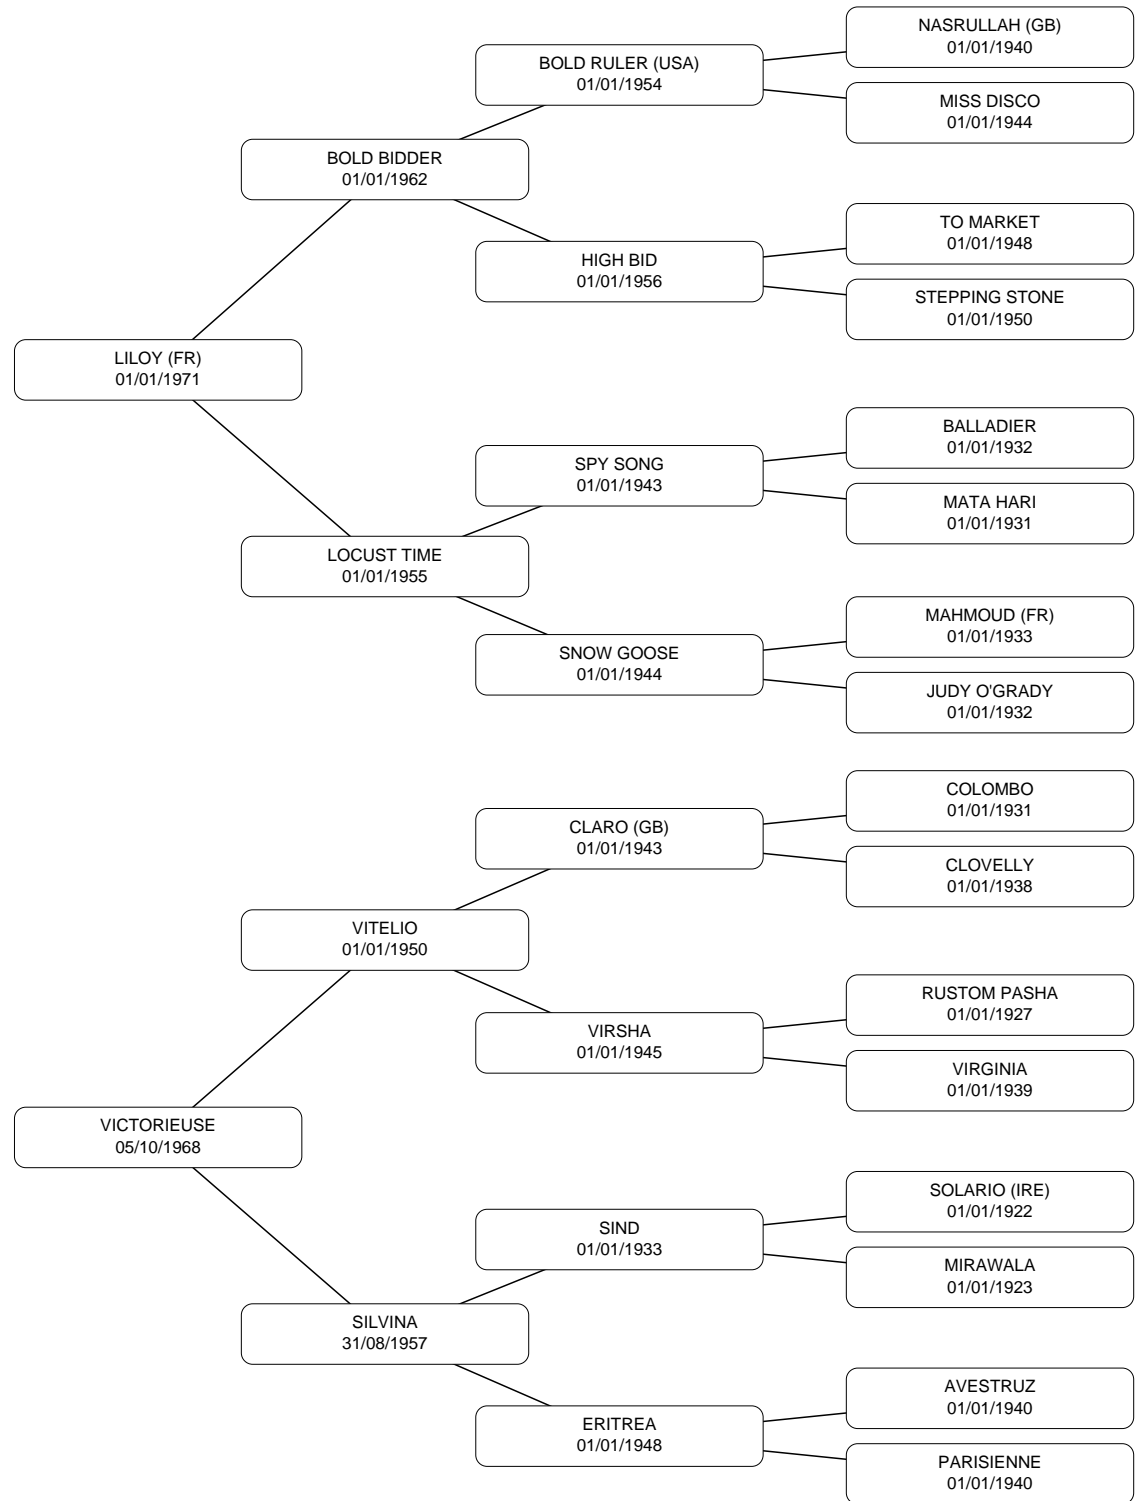 NASRULLAH (GB)
01/01/1940
BOLD RULER (USA)
01/01/1954
MISS DISCO
01/01/1944
BOLD BIDDER
01/01/1962
TO MARKET
01/01/1948
HIGH BID
01/01/1956
STEPPING STONE
01/01/1950
LILOY (FR)
01/01/1971
BALLADIER
01/01/1932
SPY SONG
01/01/1943
MATA HARI
01/01/1931
LOCUST TIME
01/01/1955
MAHMOUD (FR)
01/01/1933
SNOW GOOSE
01/01/1944
JUDY O'GRADY
01/01/1932
COLOMBO
01/01/1931
CLARO (GB)
01/01/1943
CLOVELLY
01/01/1938
VITELIO
01/01/1950
RUSTOM PASHA
01/01/1927
VIRSHA
01/01/1945
VIRGINIA
01/01/1939
VICTORIEUSE
05/10/1968
SOLARIO (IRE)
01/01/1922
SIND
01/01/1933
MIRAWALA
01/01/1923
SILVINA
31/08/1957
AVESTRUZ
01/01/1940
ERITREA
01/01/1948
PARISIENNE
01/01/1940